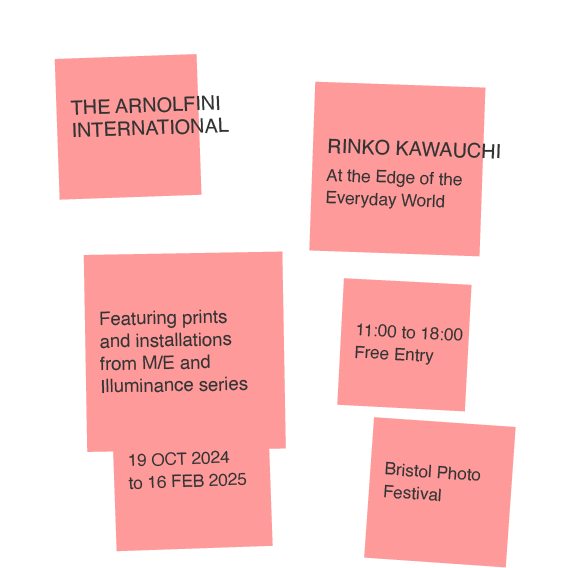 THE ARNOLFINI
INTERNATIONAL
RINKO KAWAUCHI
At the Edge of the
Everyday World
Featuring prints
and installations
from M/E and
Illuminance series
11:00 to 18:00
Free Entry
19 OCT 2024
to 16 FEB 2025
Bristol Photo
Festival